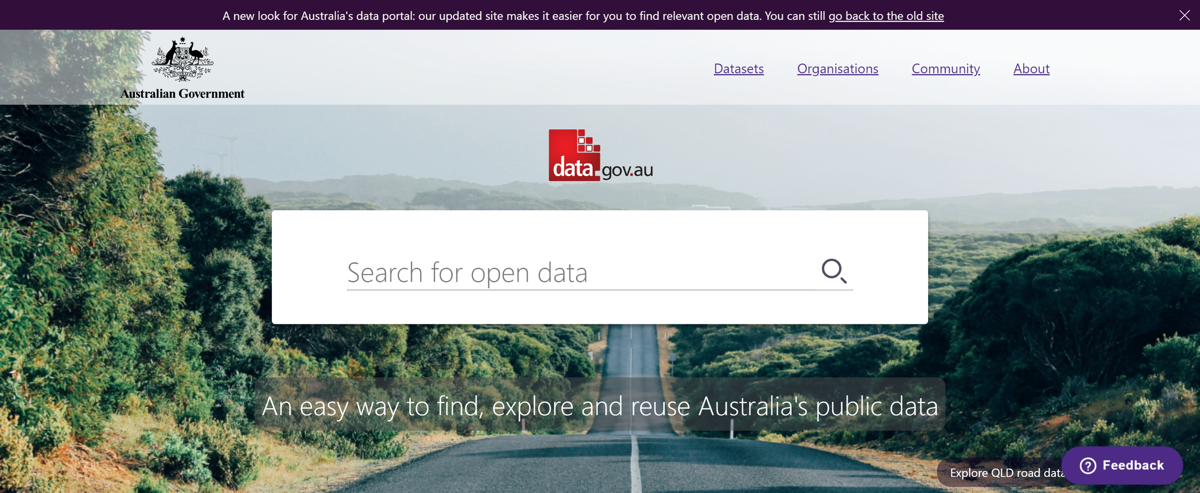 A new look for Australia's data portal: our updated site makes it easier for you to find relevant open data. You can still go back to the old site
Australian Government
Datasets
Organisations
Community
About
data.gov.au
Search for open data
An easy way to find, explore and reuse Australia's public data
Explore QLD road data
Feedback